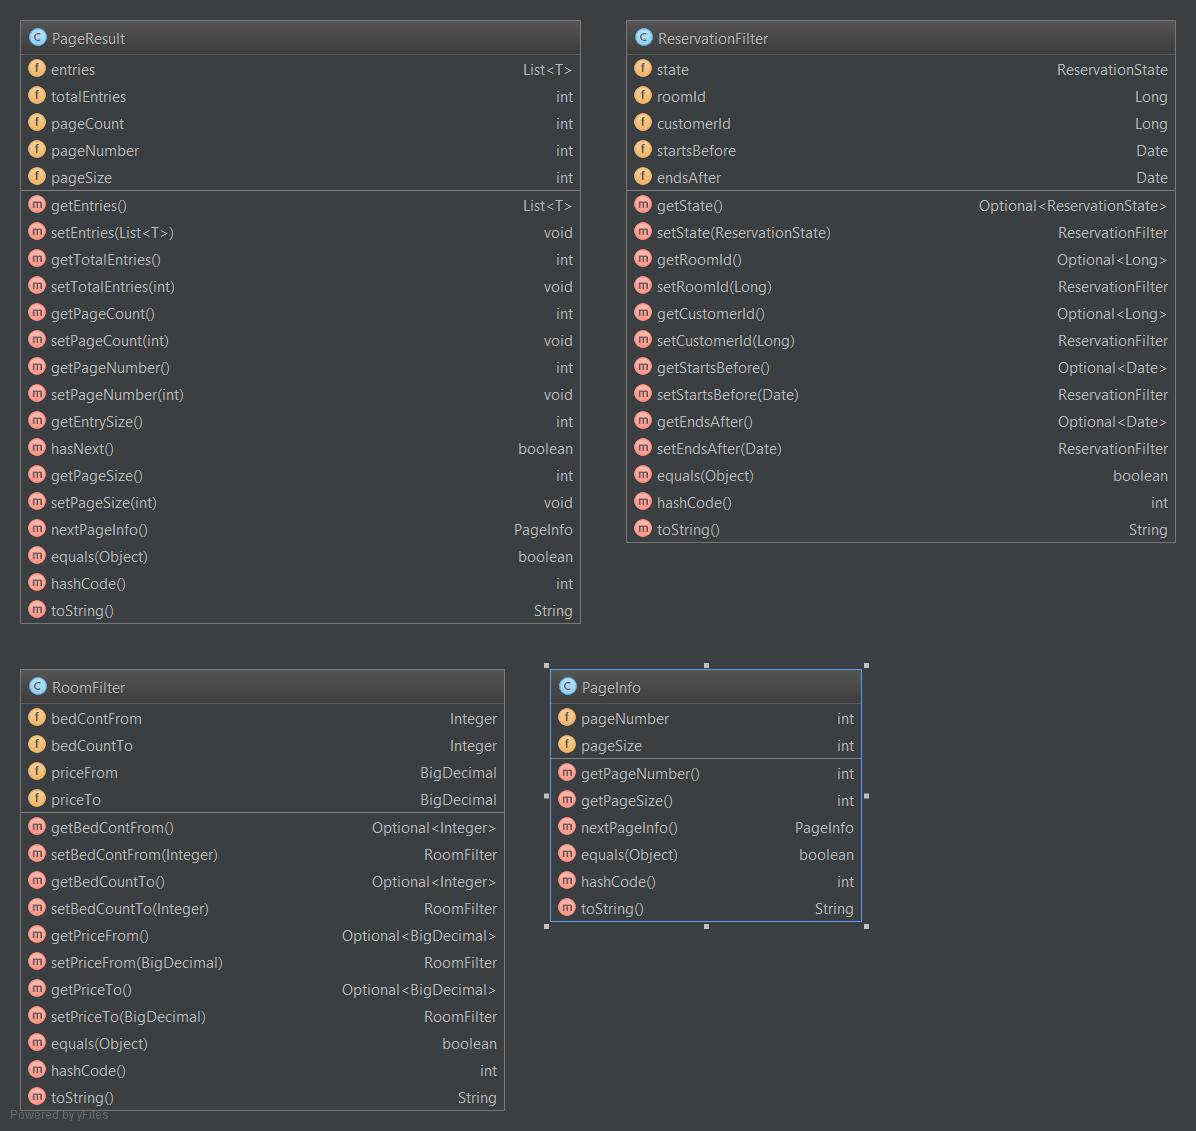 C PageResult
f entries List<T>
f totalEntries int
f pageCount int
f pageNumber int
f pageSize int
m getEntries() List<T>
m setEntries(List<T>) void
m getTotalEntries() int
m setTotalEntries(int) void
m getPageCount() int
m setPageCount(int) void
m getPageNumber() int
m setPageNumber(int) void
m getEntrySize() int
m hasNext() boolean
m getPageSize() int
m setPageSize(int) void
m nextPageInfo() PageInfo
m equals(Object) boolean
m hashCode() int
m toString() String
C ReservationFilter
f state ReservationState
f roomId Long
f customerId Long
f startsBefore Date
f endsAfter Date
m getState() Optional<ReservationState>
m setState(ReservationState) ReservationFilter
m getRoomId() Optional<Long>
m setRoomId(Long) ReservationFilter
m getCustomerId() Optional<Long>
m setCustomerId(Long) ReservationFilter
m getStartsBefore() Optional<Date>
m setStartsBefore(Date) ReservationFilter
m getEndsAfter() Optional<Date>
m setEndsAfter(Date) ReservationFilter
m equals(Object) boolean
m hashCode() int
m toString() String
C RoomFilter
f bedContFrom Integer
f bedCountTo Integer
f priceFrom BigDecimal
f priceTo BigDecimal
m getBedContFrom() Optional<Integer>
m setBedContFrom(Integer) RoomFilter
m getBedCountTo() Optional<Integer>
m setBedCountTo(Integer) RoomFilter
m getPriceFrom() Optional<BigDecimal>
m setPriceFrom(BigDecimal) RoomFilter
m getPriceTo() Optional<BigDecimal>
m setPriceTo(BigDecimal) RoomFilter
m equals(Object) boolean
m hashCode() int
m toString() String
C PageInfo
f pageNumber int
f pageSize int
m getPageNumber() int
m getPageSize() int
m nextPageInfo() PageInfo
m equals(Object) boolean
m hashCode() int
m toString() String
Powered by yFiles